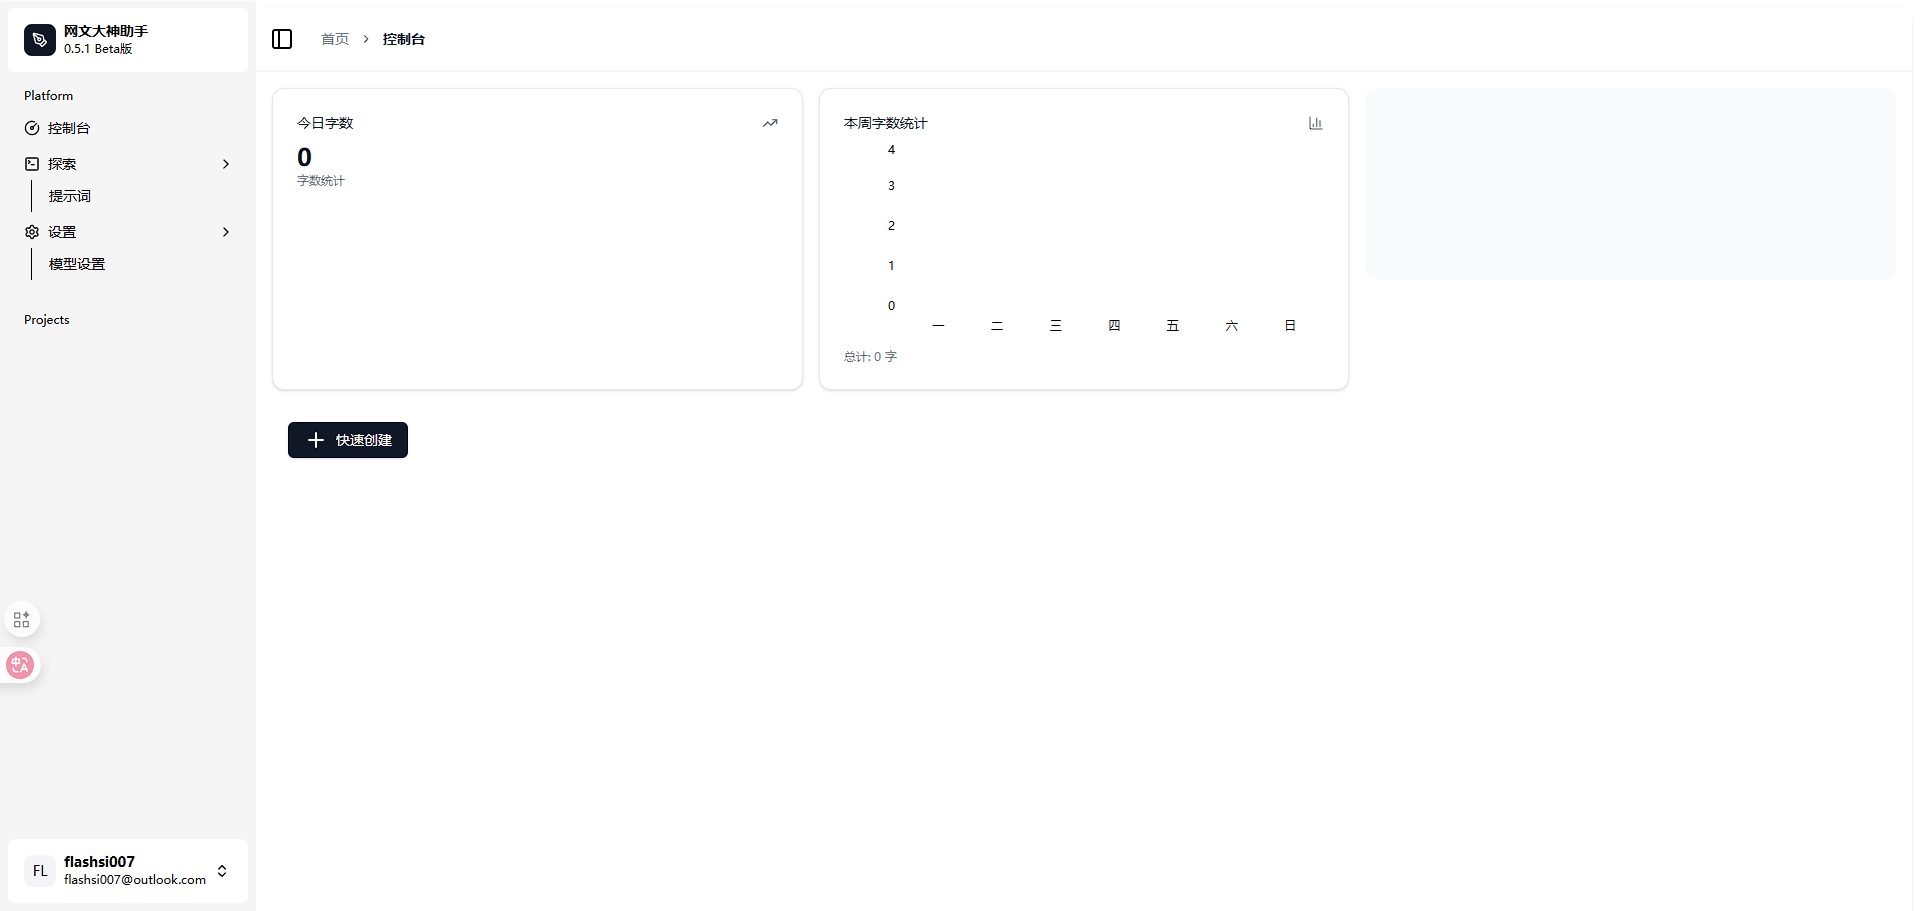 网文大神助手
0.5.1 Beta版
Platform
控制台
探索
提示词
设置
模型设置
Projects
FL
flashsi007
flashsi007@outlook.com
首页
控制台
今日字数
0
字数统计
本周字数统计
4
3
2
1
0
一 二 三 四 五 六 日
总计: 0 字
快速创建